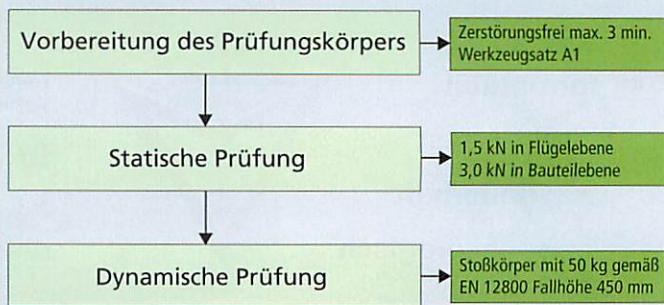 Vorbereitung des Prüfungskörpers
Zerstörungsfrei max. 3 min.
Werkzeugsatz A1
Statische Prüfung
1,5 kN in Flügelebene
3,0 kN in Bauteilebene
Dynamische Prüfung
Stoßkörper mit 50 kg gemäß
EN 12800 Fallhöhe 450 mm